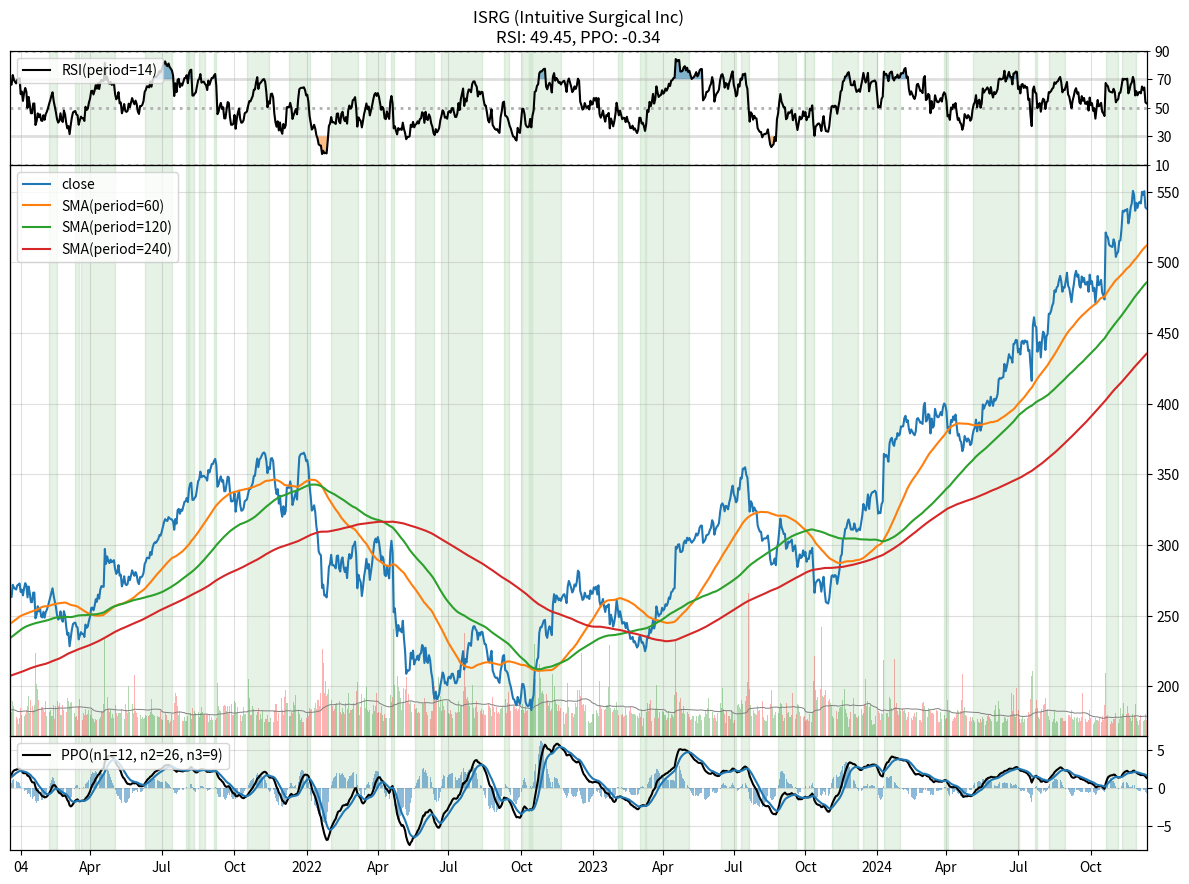 ISRG (Intuitive Surgical Inc)
RSI: 49.45, PPO: -0.34
RSI(period=14)
90
70
50
30
10
close
SMA(period=60)
SMA(period=120)
SMA(period=240)
550
500
450
400
350
300
250
200
PPO(n1=12, n2=26, n3=9)
5
0
−5
04 Apr Jul Oct 2022 Apr Jul Oct 2023 Apr Jul Oct 2024 Apr Jul Oct